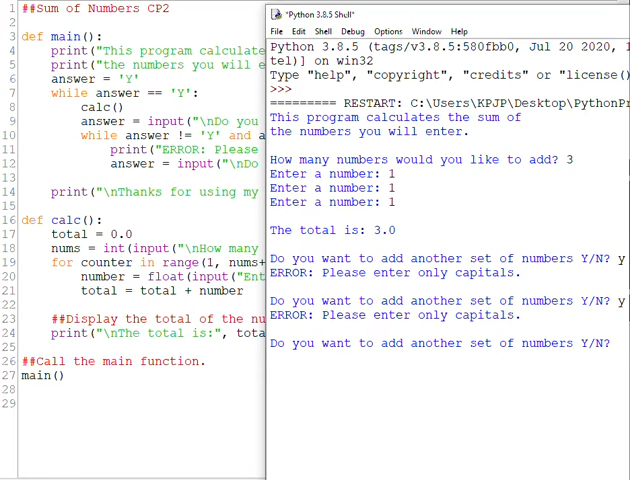 1 ##Sum of Numbers CP2
2
3 def main():
4 print("This program calculate
5 print("the numbers you will e
6 answer = 'Y'
7 while answer == 'Y':
8 calc()
9 answer = input("\nDo you
10 while answer != 'Y' and a
11 print("ERROR: Please
12 answer = input("\nDo
13
14 print("\nThanks for using my
15
16 def calc():
17 total = 0.0
18 nums = int(input("\nHow many
19 for counter in range(1, nums+
20 number = float(input("Ent
21 total = total + number
22
23 ##Display the total of the nu
24 print("\nThe total is:", tota
25
26 ##Call the main function.
27 main()
28
29
*Python 3.8.5 Shell*
File Edit Shell Debug Options Window Help
Python 3.8.5 (tags/v3.8.5:580fbb0, Jul 20 2020, 1
tel)] on win32
Type "help", "copyright", "credits" or "license()
>>>
========= RESTART: C:\Users\KPJP\Desktop\PythonPr
This program calculates the sum of
the numbers you will enter.
How many numbers would you like to add? 3
Enter a number: 1
Enter a number: 1
Enter a number: 1
The total is: 3.0
Do you want to add another set of numbers Y/N? y
ERROR: Please enter only capitals.
Do you want to add another set of numbers Y/N? y
ERROR: Please enter only capitals.
Do you want to add another set of numbers Y/N?